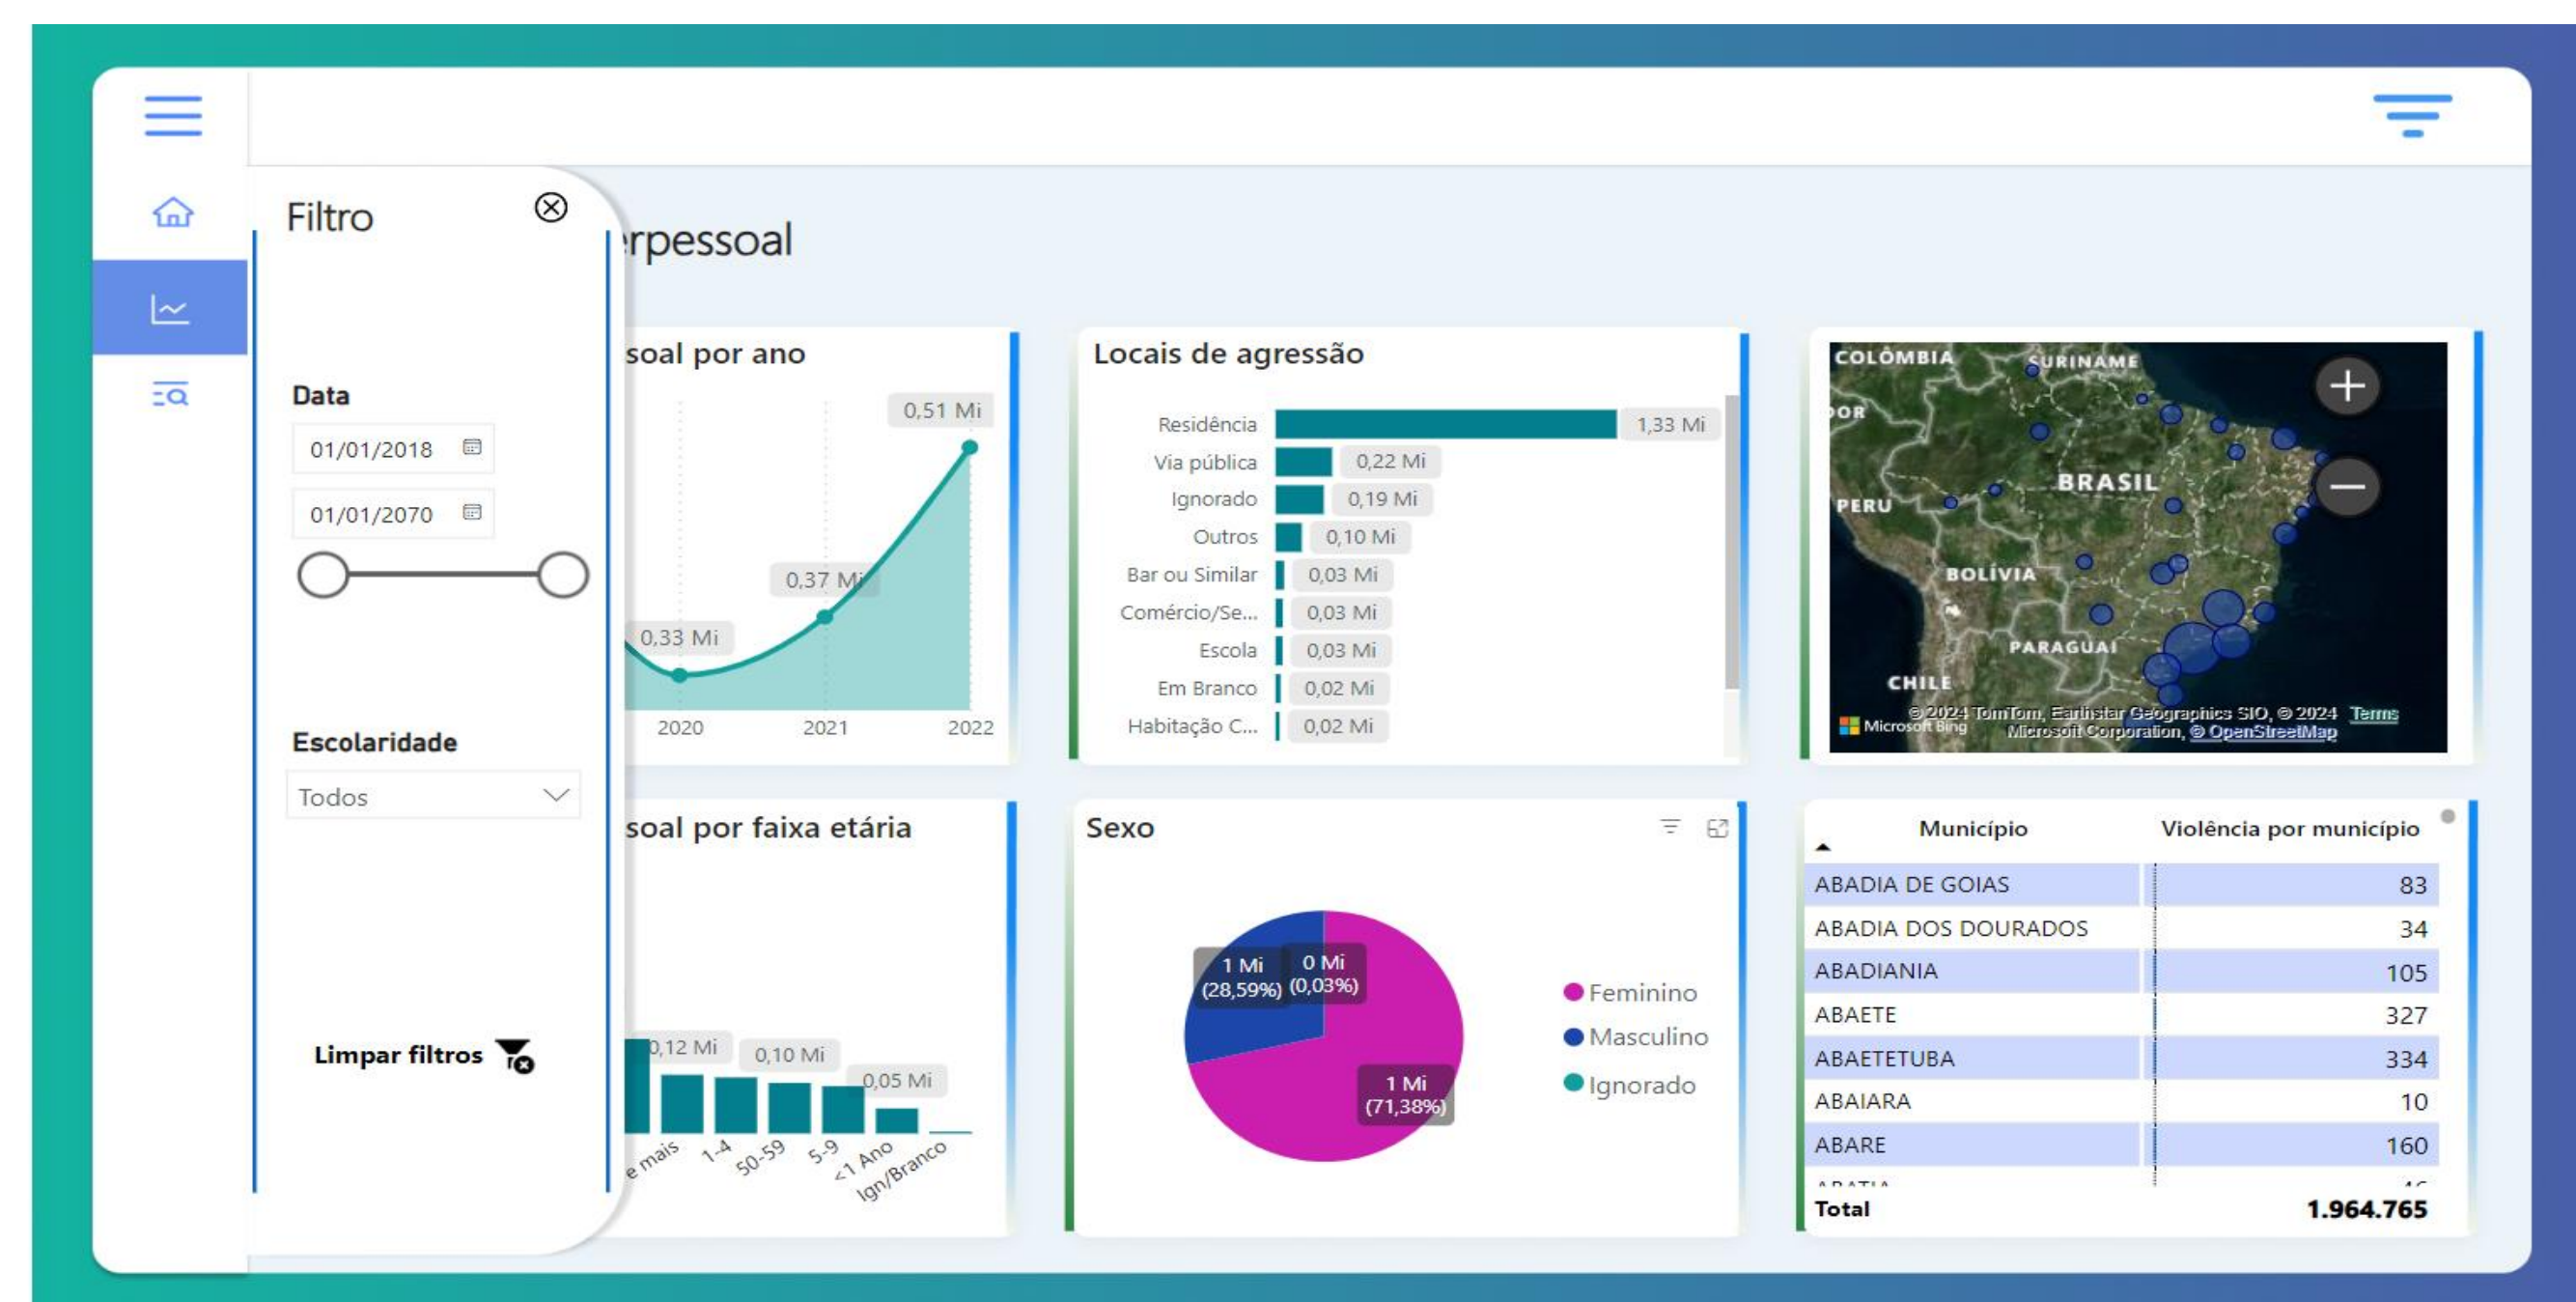 Filtro
Data
01/01/2018
01/01/2070
Escolaridade
Todos
Limpar filtros
erpessoal
soal por ano
0,51 Mi
0,37 Mi
0,33 Mi
2020 2021 2022
Locais de agressão
Residência 1,33 Mi
Via pública 0,22 Mi
Ignorado 0,19 Mi
Outros 0,10 Mi
Bar ou Similar 0,03 Mi
Comércio/Se... 0,03 Mi
Escola 0,03 Mi
Em Branco 0,02 Mi
Habitação C... 0,02 Mi
COLÔMBIA
SURINAME
DOR
BRASIL
PERU
BOLÍVIA
PARAGUAI
CHILE
Microsoft Bing
© 2024 TomTom, Earthstar Geographics SIO, © 2024 Terms
Microsoft Corporation, © OpenStreetMap
soal por faixa etária
0,12 Mi
0,10 Mi
0,05 Mi
e mais 1-4 50-59 5-9 <1 Ano Ign/Branco
Sexo
1 Mi
(28,59%)
0 Mi
(0,03%)
1 Mi
(71,38%)
Feminino
Masculino
Ignorado
Município Violência por município
ABADIA DE GOIAS 83
ABADIA DOS DOURADOS 34
ABADIANIA 105
ABAETE 327
ABAETETUBA 334
ABAIARA 10
ABARE 160
Total 1.964.765